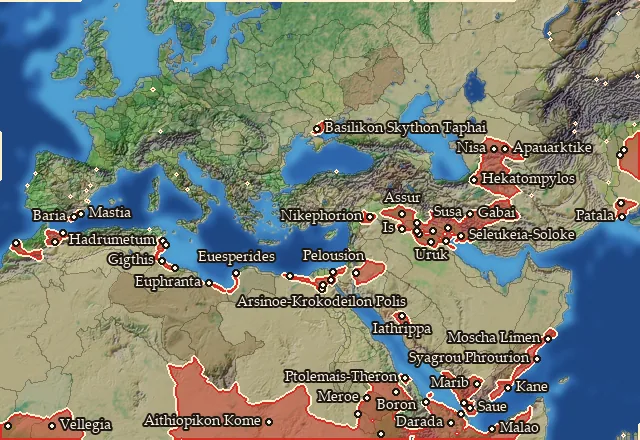 Basilikon Skython Taphai
Nisa
Apauarktike
Hekatompylos
Assur
Baria
Mastia
Nikephorion
Susa
Gabai
Patala
Is
Seleukeia-Soloke
Hadrumetum
Uruk
Gigthis
Euesperides
Pelousion
Euphranta
Arsinoe-Krokodeilon Polis
Iathrippa
Moscha Limen
Syagrou Phrourion
Ptolemais-Theron
Marib
Kane
Meroe
Boron
Saue
Vellegia
Aithiopikon Kome
Darada
Malao